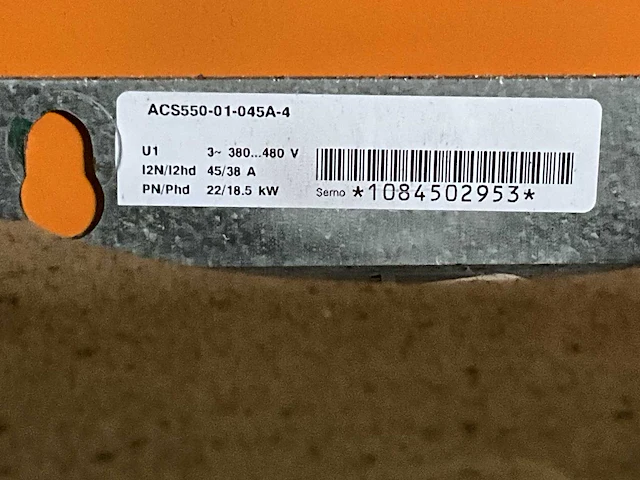 ACS550-01-045A-4
U1 3~ 380...480 V
I2N/I2hd 45/38 A
PN/Phd 22/18.5 kW
Serno *1084502953*